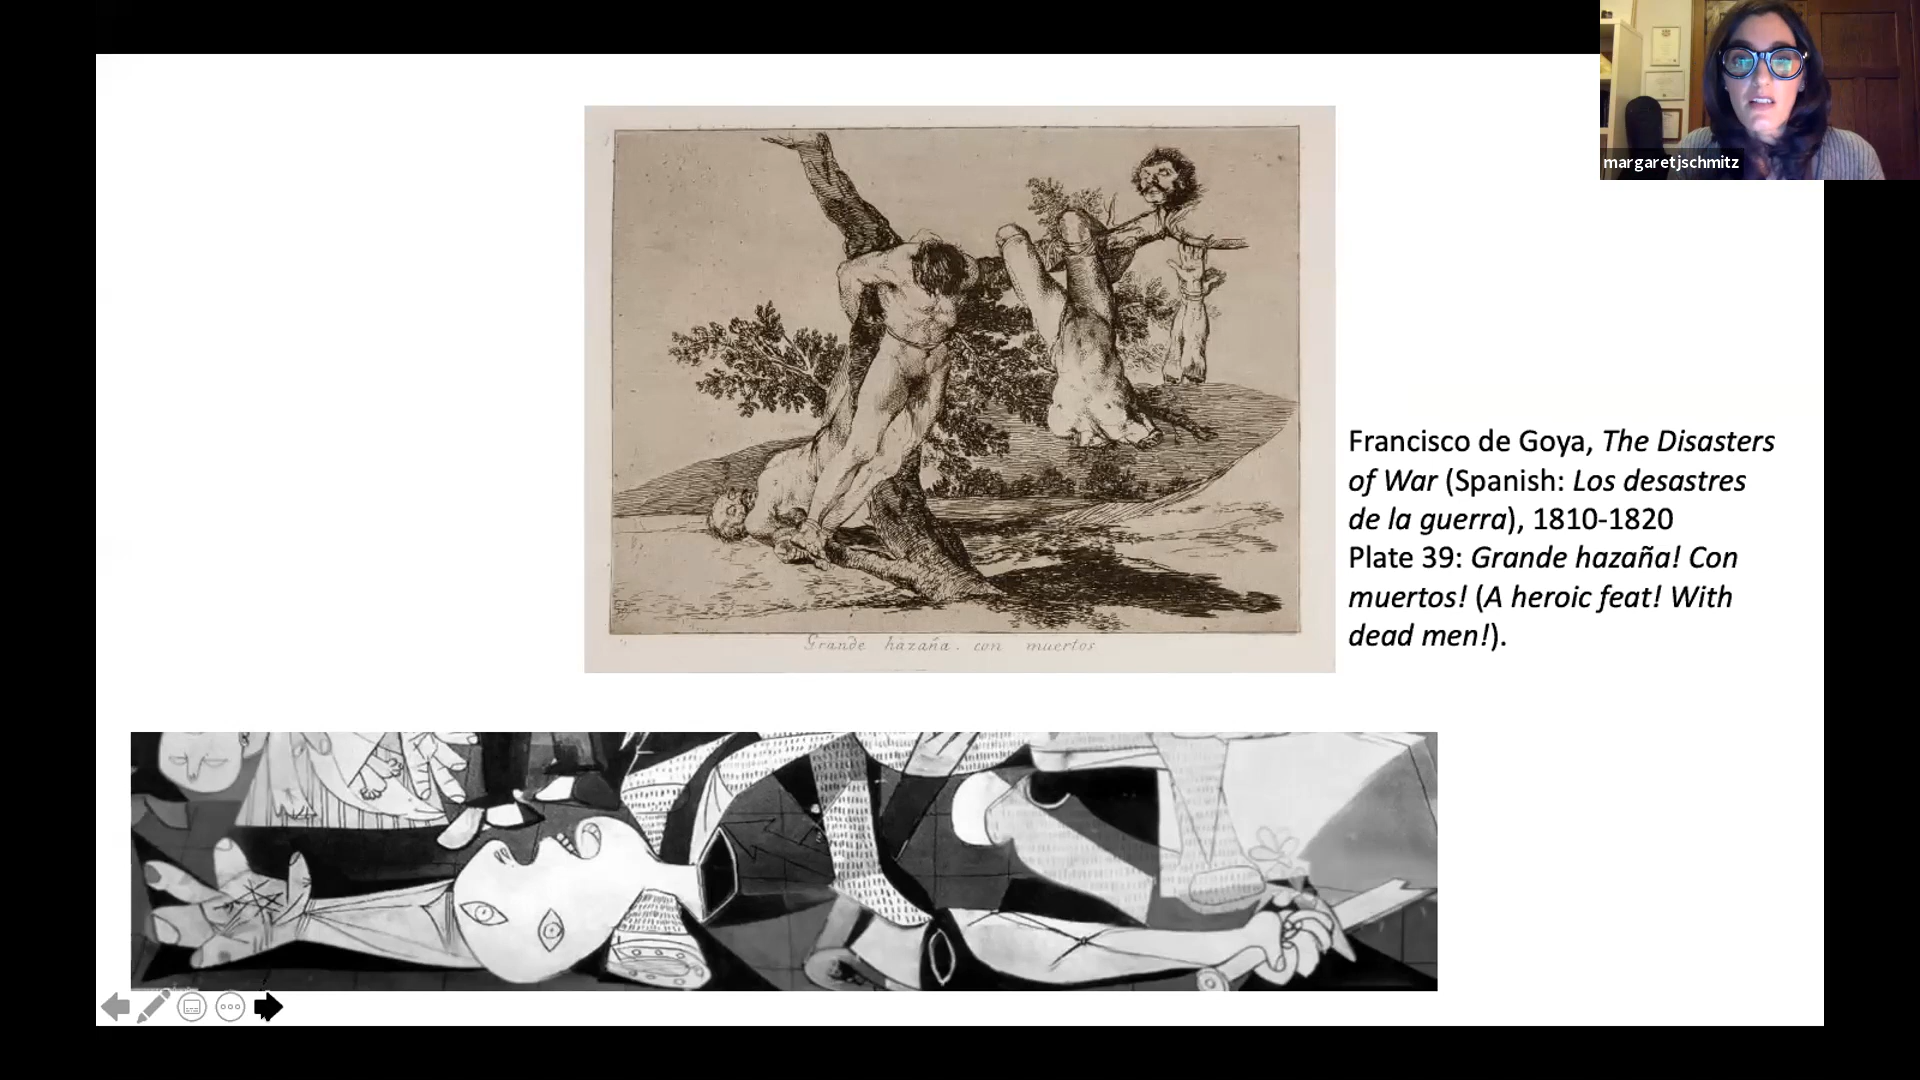 margaretjschmitz
Francisco de Goya, The Disasters
of War (Spanish: Los desastres
de la guerra), 1810-1820
Plate 39: Grande hazaña! Con
muertos! (A heroic feat! With
dead men!).
Grande hazaña. con muertos